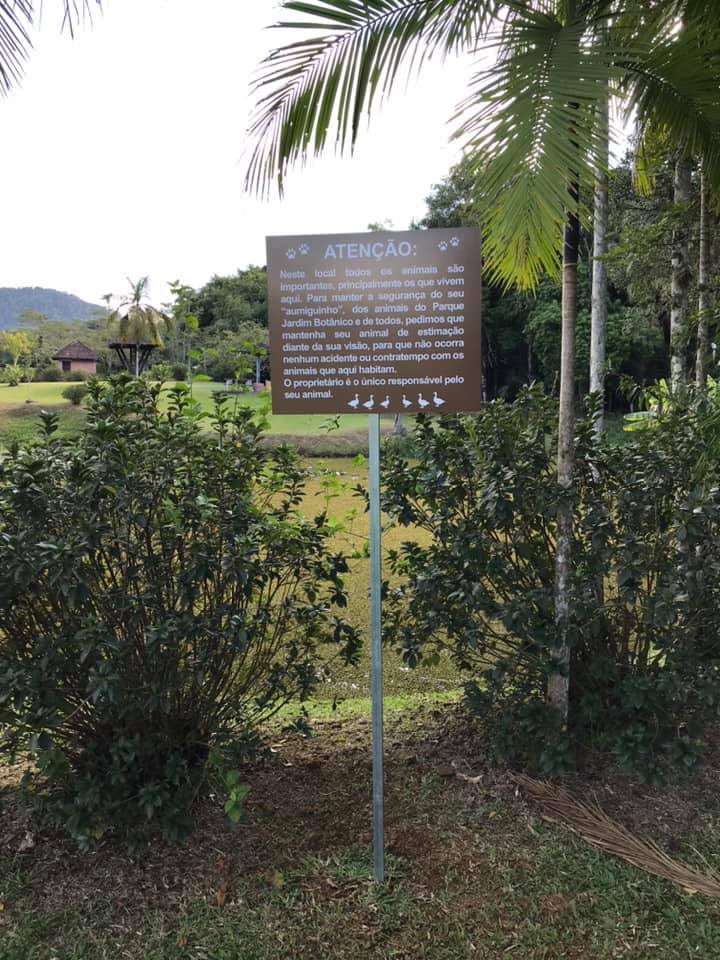 ATENÇÃO:
Neste local todos os animais são
importantes, principalmente os que vivem
aqui. Para manter a segurança do seu
"aumiguinho", dos animais do Parque
Jardim Botânico e de todos, pedimos que
mantenha seu animal de estimação
diante da sua visão, para que não ocorra
nenhum acidente ou contratempo com os
animais que aqui habitam.
O proprietário é o único responsável pelo
seu animal.